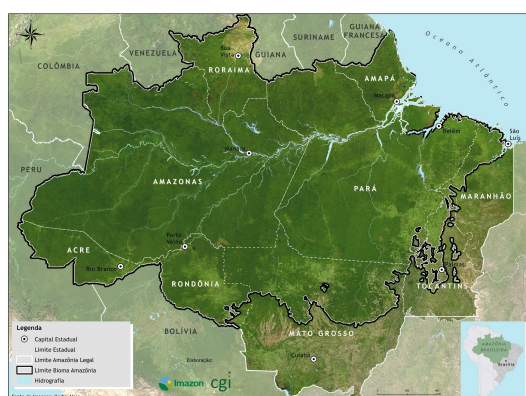 GUIANA
FRANCESA
SURINAME
VENEZUELA
GUIANA
COLÔMBIA
Boa
Vista
RORAIMA
Oceano Atlântico
AMAPÁ
Macapá
Belém
São
Luís
Manaus
PERU
AMAZONAS
PARÁ
MARANHÃO
Porto
Velho
ACRE
Rio Branco
Palmas
TOCANTINS
RONDÔNIA
MATO GROSSO
BOLÍVIA
Cuiabá
Legenda
Capital Estadual
Limite Estadual
Limite Amazônia Legal
Limite Bioma Amazônia
Hidrografia
Elaboração:
Imazon
cgi
AMAZÔNIA
BRASILEIRA
Brasília